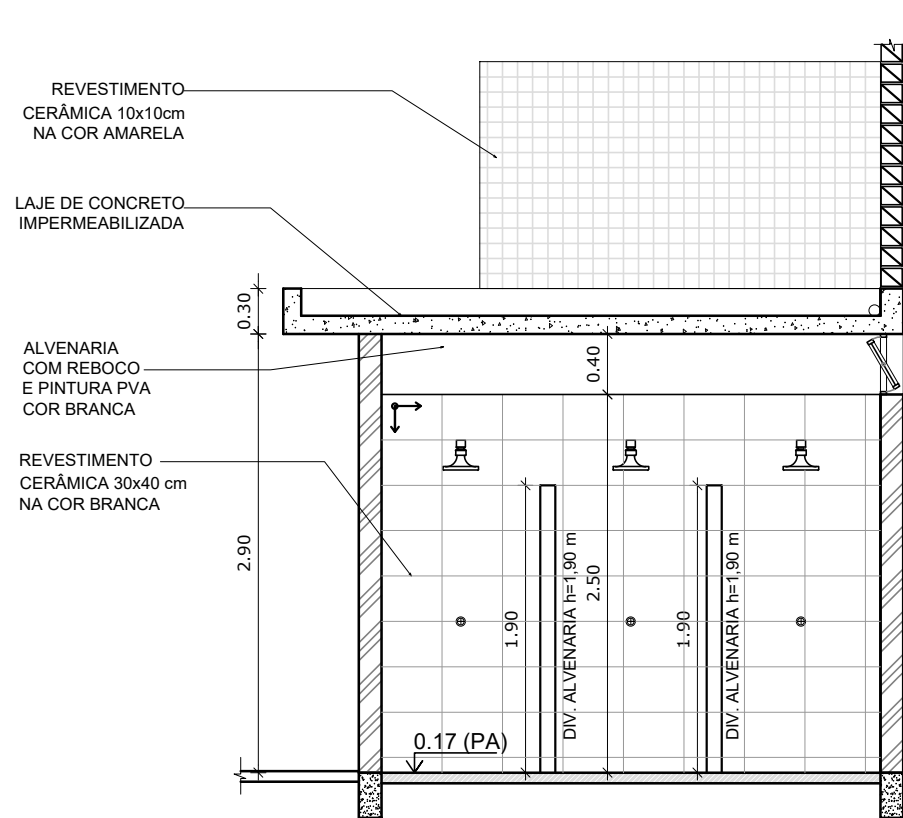 REVESTIMENTO
CERÂMICA 10x10cm
NA COR AMARELA
LAJE DE CONCRETO
IMPERMEABILIZADA
0.30
ALVENARIA
COM REBOCO
E PINTURA PVA
COR BRANCA
0.40
REVESTIMENTO
CERÂMICA 30x40 cm
NA COR BRANCA
2.90
1.90
DIV. ALVENARIA h=1,90 m
2.50
1.90
DIV. ALVENARIA h=1,90 m
0.17 (PA)